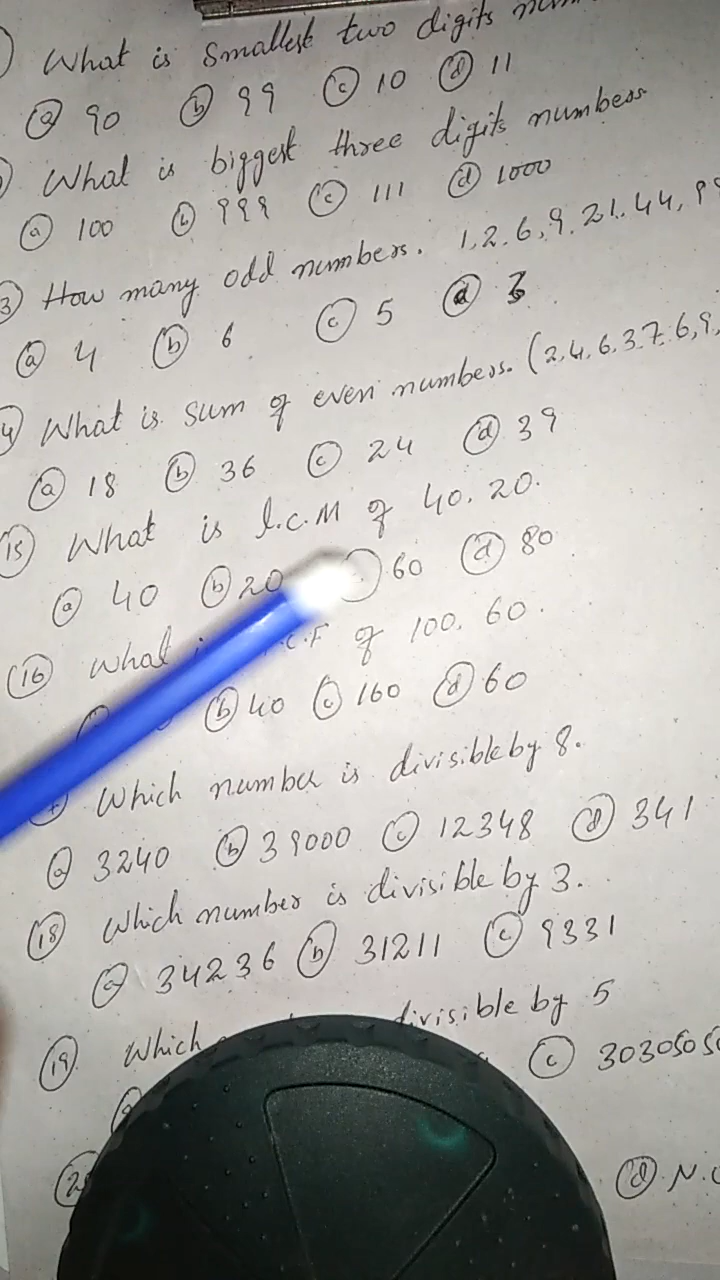 What is Smallest two digits
ⓐ 90 ⓑ 99 ⓒ 10 ⓓ 11
What is biggest three digits numbers
ⓐ 100 ⓑ 999 ⓒ 111 ⓓ 1000
3 How many odd numbers. 1,2,6,9,21,44,
ⓐ 4 ⓑ 6 ⓒ 5 ⓓ 3
4 What is sum of even numbers. (2,4,6,3,7,6,9,
ⓐ 18 ⓑ 36 ⓒ 24 ⓓ 39
15 What is l.c.M of 40, 20.
ⓐ 40 ⓑ 20 60 ⓓ 80
16 What C.F of 100, 60.
ⓑ 40 ⓒ 160 ⓓ 60
Which number is divisible by 8.
ⓐ 3240 ⓑ 39000 ⓒ 12348 ⓓ 341
18 Which number is divisible by 3.
ⓐ 34236 ⓑ 31211 ⓒ 9331
19 Which divisible by 5
ⓒ 303050
ⓓ N.